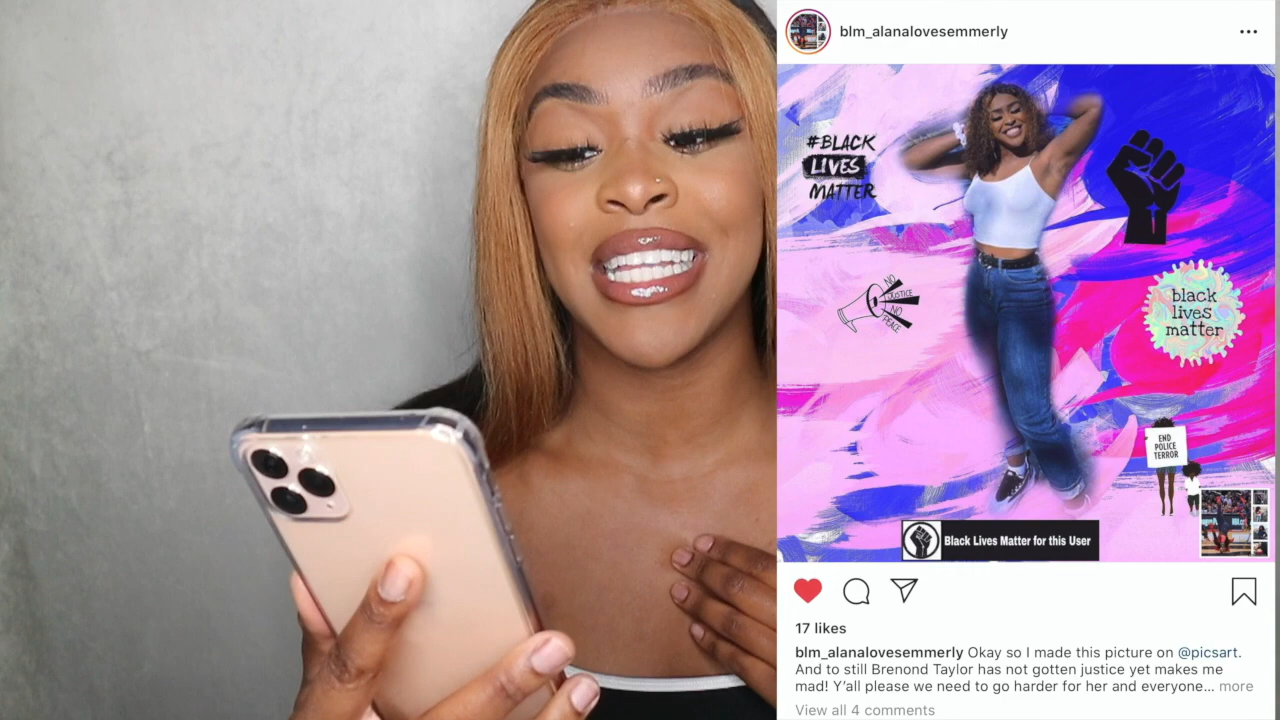 blm_alanalovesemmerly
#BLACK
LIVES
MATTER
NO
JUSTICE
NO
PEACE
black
lives
matter
END
POLICE
TERROR
Black Lives Matter for this User
17 likes
blm_alanalovesemmerly Okay so I made this picture on @picsart.
And to still Brenond Taylor has not gotten justice yet makes me
mad! Y'all please we need to go harder for her and everyone... more
View all 4 comments